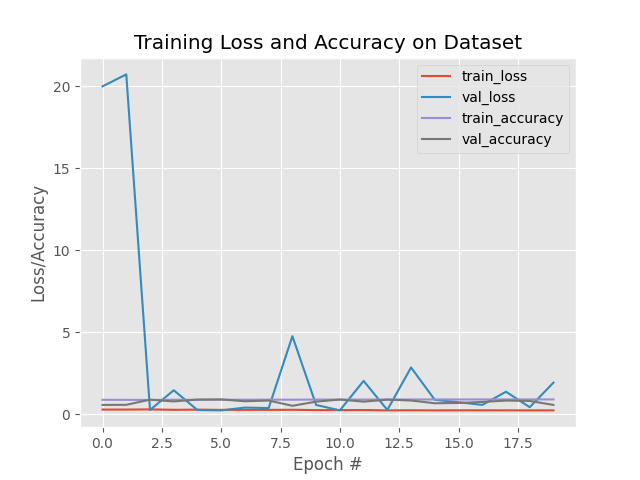 Training Loss and Accuracy on Dataset
train_loss
val_loss
train_accuracy
val_accuracy
Loss/Accuracy
20
15
10
5
0
0.0 2.5 5.0 7.5 10.0 12.5 15.0 17.5
Epoch #